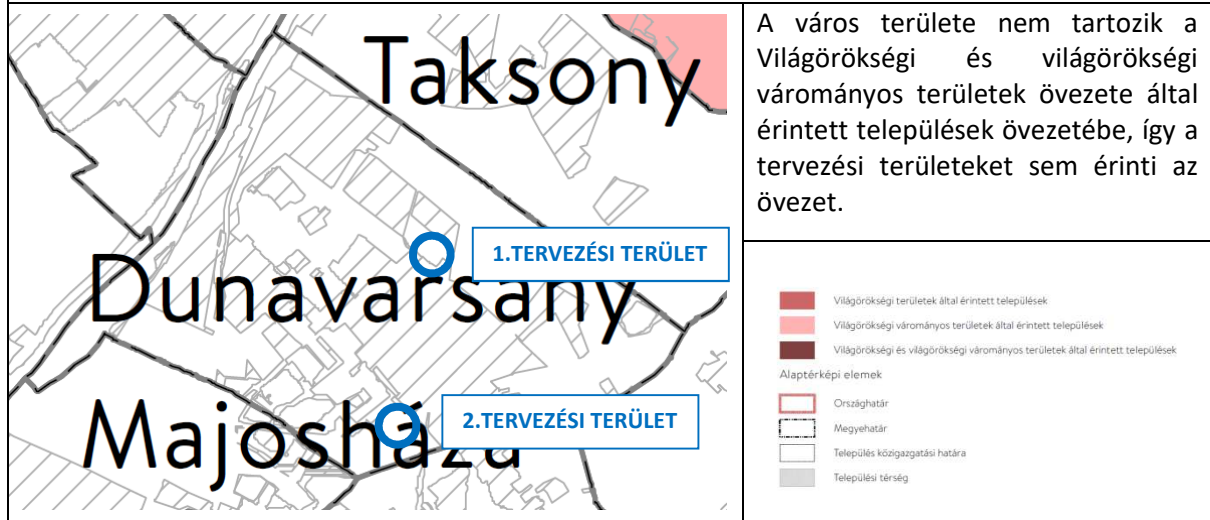 Taksony
1.TERVEZÉSI TERÜLET
Dunavarsány
2.TERVEZÉSI TERÜLET
Majosháza
A város területe nem tartozik a
Világörökségi és világörökségi
várományos területek övezete által
érintett települések övezetébe, így a
tervezési területeket sem érinti az
övezet.
Világörökségi területek által érintett települések
Világörökségi várományos területek által érintett települések
Világörökségi és világörökségi várományos területek által érintett települések
Alaptérképi elemek
Országhatár
Megyehatár
Település közigazgatási határa
Települési térség